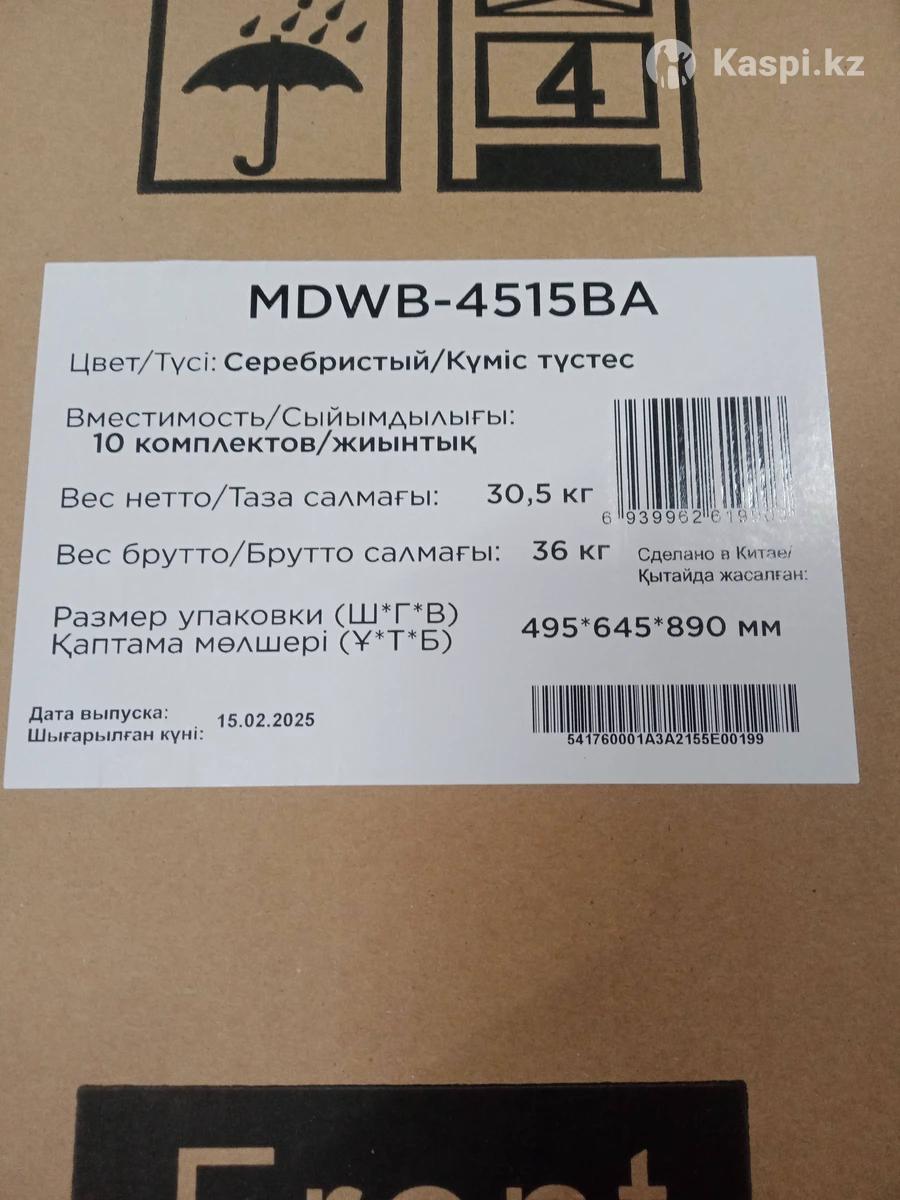 4
Kaspi.kz
MDWB-4515BA
Цвет/Түсі: Серебристый/Күміс түстес
Вместимость/Сыйымдылығы:
10 комплектов/жиынтық
Вес нетто/Таза салмағы: 30,5 кг
Вес брутто/Брутто салмағы: 36 кг
Сделано в Китае/
Қытайда жасалған:
Размер упаковки (Ш*Г*В)
Қаптама мөлшері (Ұ*Т*Б)
495*645*890 мм
Дата выпуска:
Шығарылған күні:
15.02.2025
541760001A3A2155E00199
Front